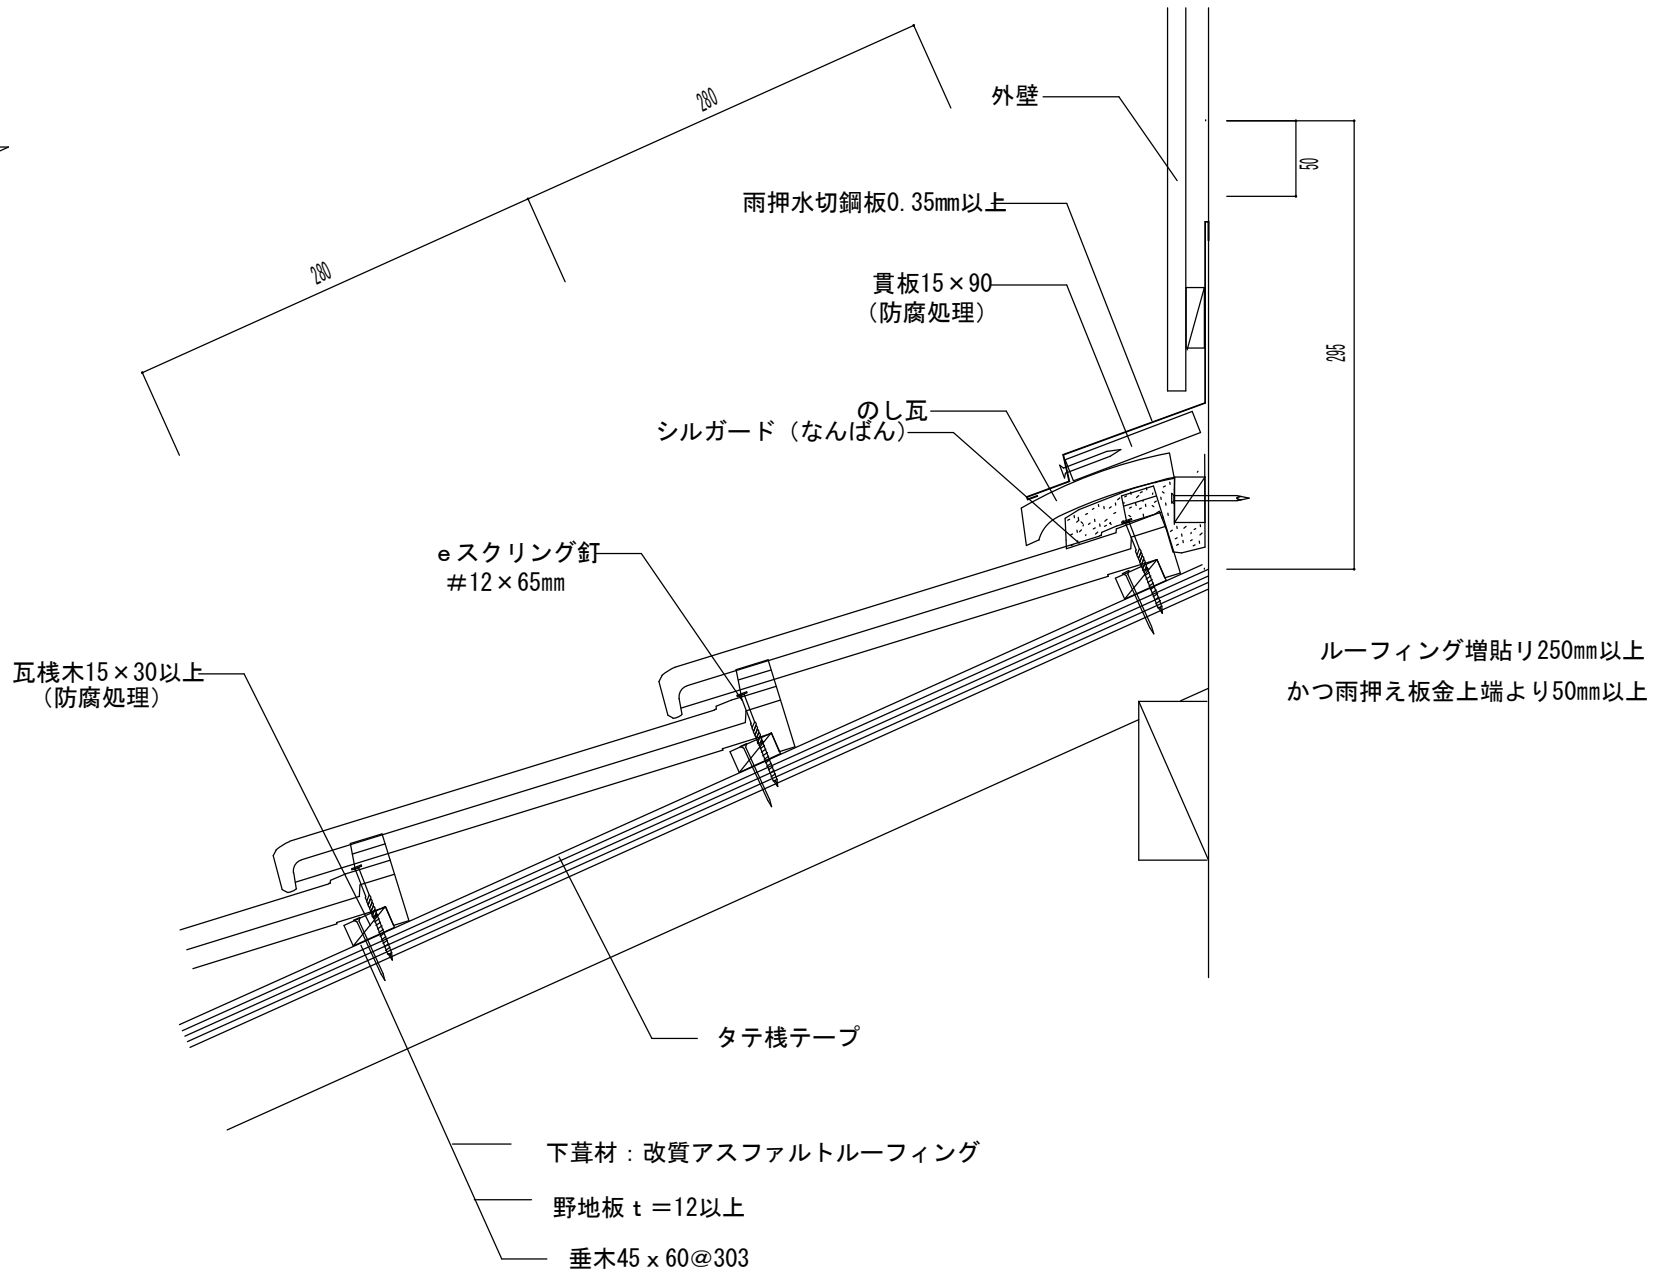 280
280
外壁
50
雨押水切鋼板0.35mm以上
貫板15×90
（防腐処理）
295
のし瓦
シルガード（なんばん）
eスクリング釘
＃12×65mm
ルーフィング増貼リ250mm以上
かつ雨押え板金上端より50mm以上
瓦桟木15×30以上
（防腐処理）
タテ桟テープ
下葺材：改質アスファルトルーフィング
野地板ｔ＝12以上
垂木45ｘ60@303